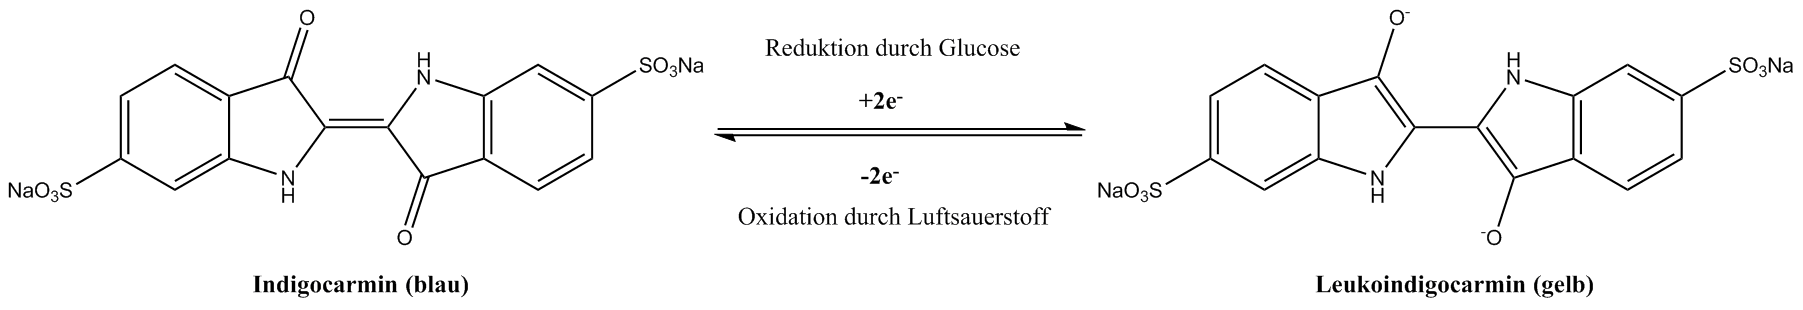 O
H
N
SO3Na
NaO3S
N
H
O
Indigocarmin (blau)
Reduktion durch Glucose
+2e-
-2e-
Oxidation durch Luftsauerstoff
O-
H
N
SO3Na
NaO3S
N
H
-O
Leukoindigocarmin (gelb)